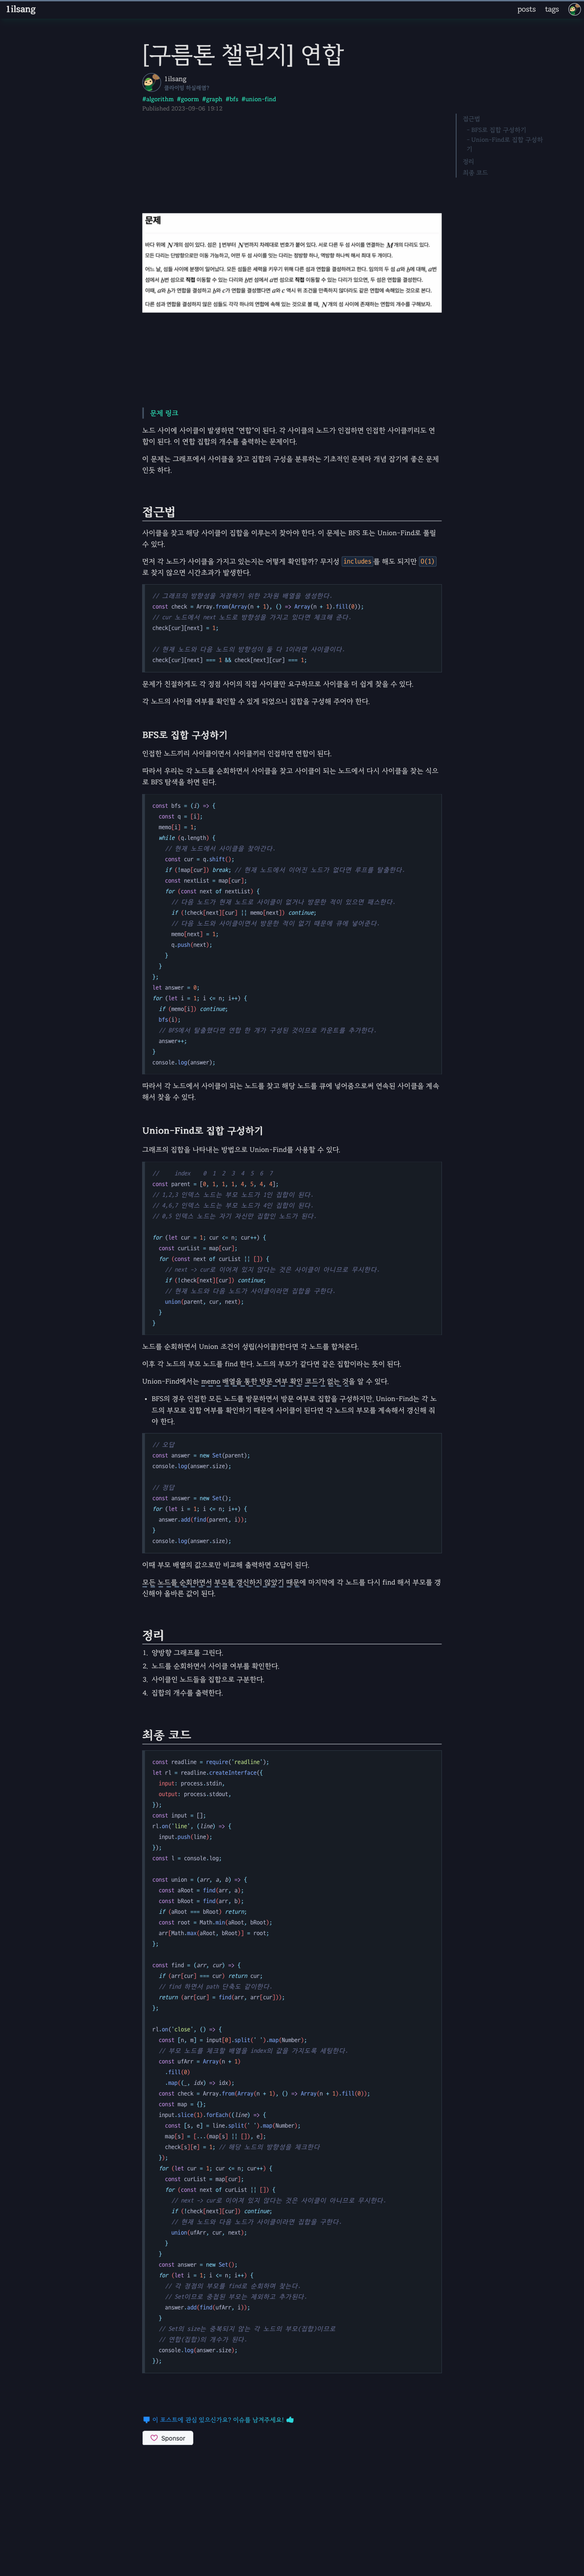 1ilsang
posts
tags
[구름톤 챌린지] 연합
1ilsang
클라이밍 하실래염?
#algorithm #goorm #graph #bfs #union-find
Published 2023-09-06 19:12
접근법
- BFS로 집합 구성하기
- Union-Find로 집합 구성하
기
정리
최종 코드
문제
바다 위에 N개의 섬이 있다. 섬은 1번부터 N번까지 차례대로 번호가 붙어 있다. 서로 다른 두 섬 사이를 연결하는 M개의 다리도 있다.
모든 다리는 단방향으로만 이동 가능하고, 어떤 두 섬 사이를 잇는 다리는 정방향 하나, 역방향 하나씩 해서 최대 두 개이다.
어느 날, 섬들 사이에 분쟁이 일어났다. 모든 섬들은 세력을 키우기 위해 다른 섬과 연합을 결성하려고 한다. 임의의 두 섬 a와 b에 대해, a번
섬에서 b번 섬으로 직접 이동할 수 있는 다리와 b번 섬에서 a번 섬으로 직접 이동할 수 있는 다리가 있으면, 두 섬은 연합을 결성한다.
이때, a와 b가 연합을 결성하고 b와 c가 연합을 결성했다면 a와 c 역시 위 조건을 만족하지 않더라도 같은 연합에 속해있는 것으로 본다.
다른 섬과 연합을 결성하지 않은 섬들도 각각 하나의 연합에 속해 있는 것으로 볼 때, N개의 섬 사이에 존재하는 연합의 개수를 구해보자.
문제 링크
노드 사이에 사이클이 발생하면 "연합"이 된다. 각 사이클의 노드가 인접하면 인접한 사이클끼리도 연
합이 된다. 이 연합 집합의 개수를 출력하는 문제이다.
이 문제는 그래프에서 사이클을 찾고 집합의 구성을 분류하는 기초적인 문제라 개념 잡기에 좋은 문제
인듯 하다.
접근법
사이클을 찾고 해당 사이클이 집합을 이루는지 찾아야 한다. 이 문제는 BFS 또는 Union-Find로 풀릴
수 있다.
먼저 각 노드가 사이클을 가지고 있는지는 어떻게 확인할까? 무지성 includes 를 해도 되지만 O(1)
로 찾지 않으면 시간초과가 발생한다.
// 그래프의 방향성을 저장하기 위한 2차원 배열을 생성한다.
const check = Array.from(Array(n + 1), () => Array(n + 1).fill(0));
// cur 노드에서 next 노드로 방향성을 가지고 있다면 체크해 준다.
check[cur][next] = 1;
// 현재 노드와 다음 노드의 방향성이 둘 다 1이라면 사이클이다.
check[cur][next] === 1 && check[next][cur] === 1;
문제가 친절하게도 각 정점 사이의 직접 사이클만 요구하므로 사이클을 더 쉽게 찾을 수 있다.
각 노드의 사이클 여부를 확인할 수 있게 되었으니 집합을 구성해 주어야 한다.
BFS로 집합 구성하기
인접한 노드끼리 사이클이면서 사이클끼리 인접하면 연합이 된다.
따라서 우리는 각 노드를 순회하면서 사이클을 찾고 사이클이 되는 노드에서 다시 사이클을 찾는 식으
로 BFS 탐색을 하면 된다.
const bfs = (i) => {
const q = [i];
memo[i] = 1;
while (q.length) {
// 현재 노드에서 사이클을 찾아간다.
const cur = q.shift();
if (!map[cur]) break; // 현재 노드에서 이어진 노드가 없다면 루프를 탈출한다.
const nextList = map[cur];
for (const next of nextList) {
// 다음 노드가 현재 노드로 사이클이 없거나 방문한 적이 있으면 패스한다.
if (!check[next][cur] || memo[next]) continue;
// 다음 노드와 사이클이면서 방문한 적이 없기 때문에 큐에 넣어준다.
memo[next] = 1;
q.push(next);
}
}
};
let answer = 0;
for (let i = 1; i <= n; i++) {
if (memo[i]) continue;
bfs(i);
// BFS에서 탈출했다면 연합 한 개가 구성된 것이므로 카운트를 추가한다.
answer++;
}
console.log(answer);
따라서 각 노드에서 사이클이 되는 노드를 찾고 해당 노드를 큐에 넣어줌으로써 연속된 사이클을 계속
해서 찾을 수 있다.
Union-Find로 집합 구성하기
그래프의 집합을 나타내는 방법으로 Union-Find를 사용할 수 있다.
// index 0 1 2 3 4 5 6 7
const parent = [0, 1, 1, 1, 4, 5, 4, 4];
// 1,2,3 인덱스 노드는 부모 노드가 1인 집합이 된다.
// 4,6,7 인덱스 노드는 부모 노드가 4인 집합이 된다.
// 0,5 인덱스 노드는 자기 자신만 집합인 노드가 된다.
for (let cur = 1; cur <= n; cur++) {
const curList = map[cur];
for (const next of curList || []) {
// next -> cur로 이어져 있지 않다는 것은 사이클이 아니므로 무시한다.
if (!check[next][cur]) continue;
// 현재 노드와 다음 노드가 사이클이라면 집합을 구한다.
union(parent, cur, next);
}
}
노드를 순회하면서 Union 조건이 성립(사이클)한다면 각 노드를 합쳐준다.
이후 각 노드의 부모 노드를 find 한다. 노드의 부모가 같다면 같은 집합이라는 뜻이 된다.
Union-Find에서는 memo 배열을 통한 방문 여부 확인 코드가 없는 것을 알 수 있다.
• BFS의 경우 인접한 모든 노드를 방문하면서 방문 여부로 집합을 구성하지만, Union-Find는 각 노
드의 부모로 집합 여부를 확인하기 때문에 사이클이 된다면 각 노드의 부모를 계속해서 갱신해 줘
야 한다.
// 오답
const answer = new Set(parent);
console.log(answer.size);
// 정답
const answer = new Set();
for (let i = 1; i <= n; i++) {
answer.add(find(parent, i));
}
console.log(answer.size);
이때 부모 배열의 값으로만 비교해 출력하면 오답이 된다.
모든 노드를 순회하면서 부모를 갱신하지 않았기 때문에 마지막에 각 노드를 다시 find 해서 부모를 갱
신해야 올바른 값이 된다.
정리
1. 양방향 그래프를 그린다.
2. 노드를 순회하면서 사이클 여부를 확인한다.
3. 사이클인 노드들을 집합으로 구분한다.
4. 집합의 개수를 출력한다.
최종 코드
const readline = require('readline');
let rl = readline.createInterface({
input: process.stdin,
output: process.stdout,
});
const input = [];
rl.on('line', (line) => {
input.push(line);
});
const l = console.log;
const union = (arr, a, b) => {
const aRoot = find(arr, a);
const bRoot = find(arr, b);
if (aRoot === bRoot) return;
const root = Math.min(aRoot, bRoot);
arr[Math.max(aRoot, bRoot)] = root;
};
const find = (arr, cur) => {
if (arr[cur] === cur) return cur;
// find 하면서 path 단축도 같이한다.
return (arr[cur] = find(arr, arr[cur]));
};
rl.on('close', () => {
const [n, m] = input[0].split(' ').map(Number);
// 부모 노드를 체크할 배열을 index의 값을 가지도록 세팅한다.
const ufArr = Array(n + 1)
.fill(0)
.map((_, idx) => idx);
const check = Array.from(Array(n + 1), () => Array(n + 1).fill(0));
const map = {};
input.slice(1).forEach((line) => {
const [s, e] = line.split(' ').map(Number);
map[s] = [...(map[s] || []), e];
check[s][e] = 1; // 해당 노드의 방향성을 체크한다
});
for (let cur = 1; cur <= n; cur++) {
const curList = map[cur];
for (const next of curList || []) {
// next -> cur로 이어져 있지 않다는 것은 사이클이 아니므로 무시한다.
if (!check[next][cur]) continue;
// 현재 노드와 다음 노드가 사이클이라면 집합을 구한다.
union(ufArr, cur, next);
}
}
const answer = new Set();
for (let i = 1; i <= n; i++) {
// 각 정점의 부모를 find로 순회하며 찾는다.
// Set이므로 중첩된 부모는 제외하고 추가된다.
answer.add(find(ufArr, i));
}
// Set의 size는 중복되지 않는 각 노드의 부모(집합)이므로
// 연합(집합)의 개수가 된다.
console.log(answer.size);
});
이 포스트에 관심 있으신가요? 이슈를 남겨주세요!
Sponsor